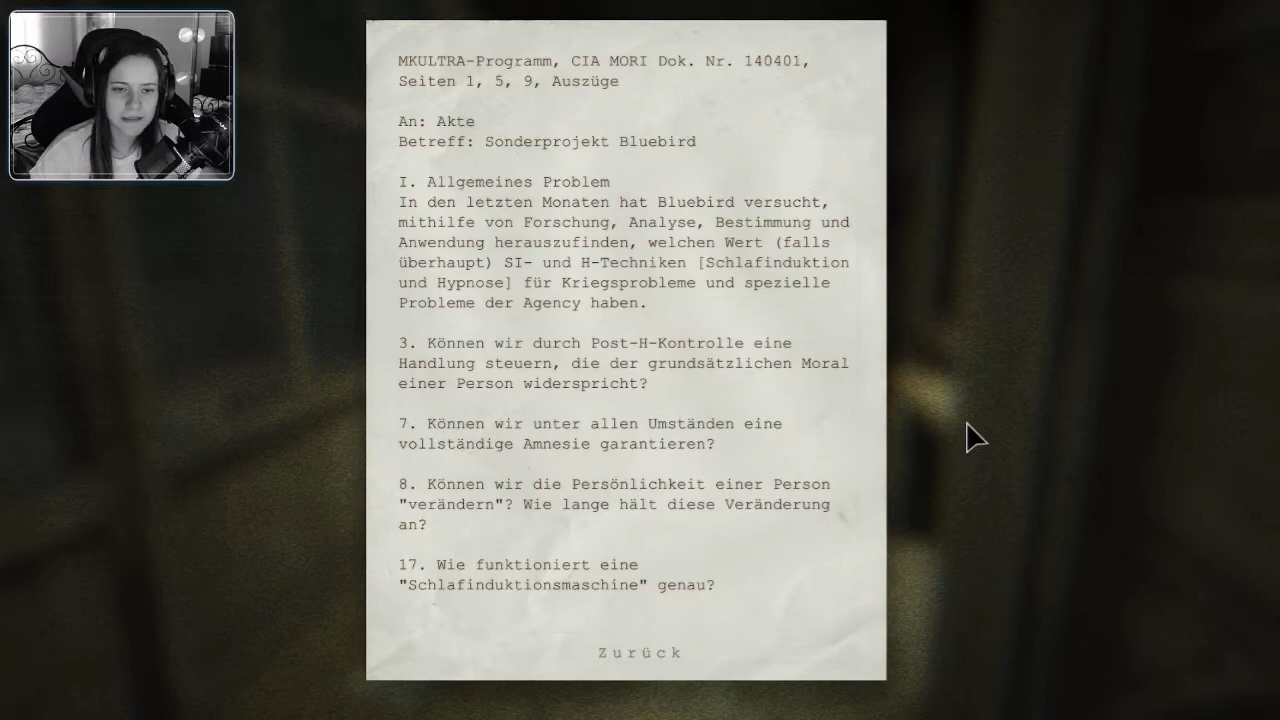 MKULTRA-Programm, CIA MORI Dok. Nr. 140401,
Seiten 1, 5, 9, Auszüge
An: Akte
Betreff: Sonderprojekt Bluebird
I. Allgemeines Problem
In den letzten Monaten hat Bluebird versucht,
mithilfe von Forschung, Analyse, Bestimmung und
Anwendung herauszufinden, welchen Wert (falls
überhaupt) SI- und H-Techniken [Schlafinduktion
und Hypnose] für Kriegsprobleme und spezielle
Probleme der Agency haben.
3. Können wir durch Post-H-Kontrolle eine
Handlung steuern, die der grundsätzlichen Moral
einer Person widerspricht?
7. Können wir unter allen Umständen eine
vollständige Amnesie garantieren?
8. Können wir die Persönlichkeit einer Person
"verändern"? Wie lange hält diese Veränderung
an?
17. Wie funktioniert eine
"Schlafinduktionsmaschine" genau?
Zurück